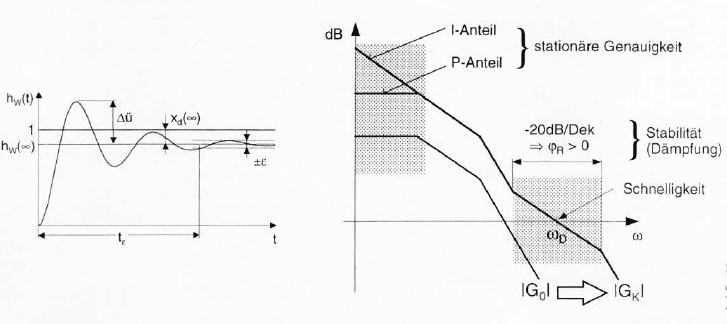 h_W(t)
1
h_W(∞)
Δü
x_d(∞)
±ε
t_ε
t
dB
I-Anteil
P-Anteil
stationäre Genauigkeit
-20dB/Dek
⇒ φ_R > 0
Stabilität
(Dämpfung)
Schnelligkeit
ω_D
ω
|G_0|
|G_K|